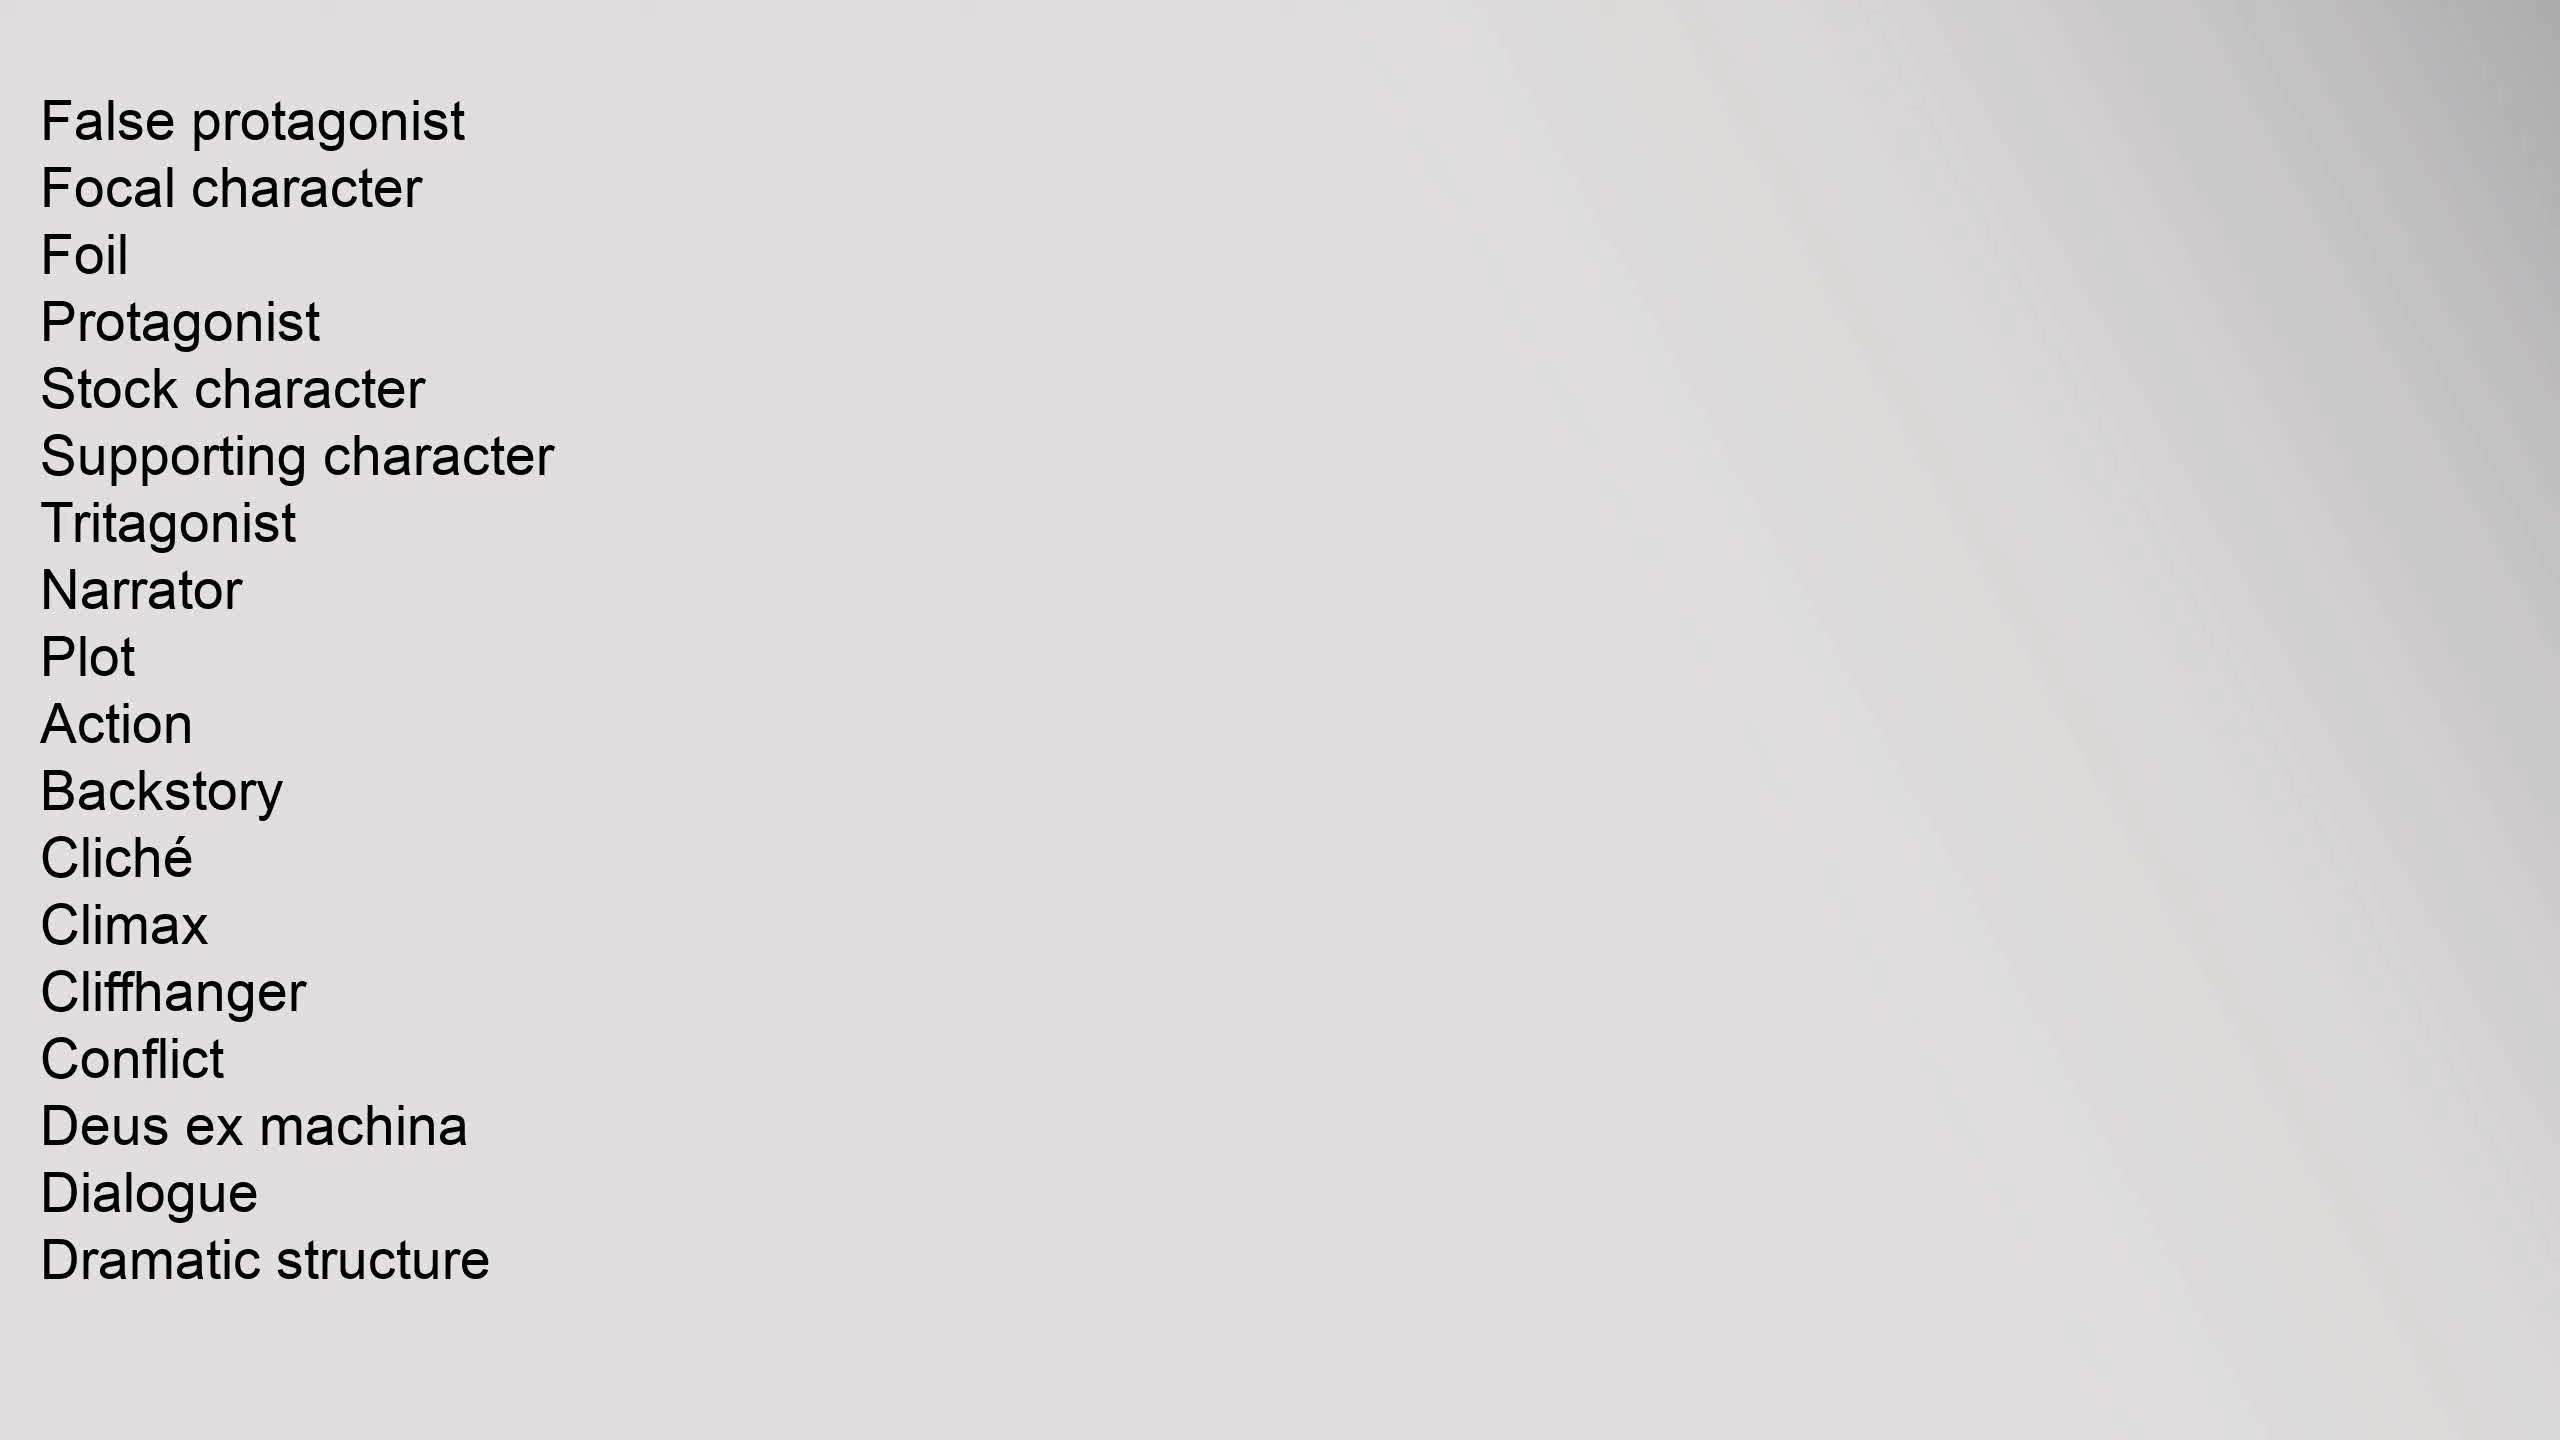 False protagonist
Focal character
Foil
Protagonist
Stock character
Supporting character
Tritagonist
Narrator
Plot
Action
Backstory
Cliché
Climax
Cliffhanger
Conflict
Deus ex machina
Dialogue
Dramatic structure